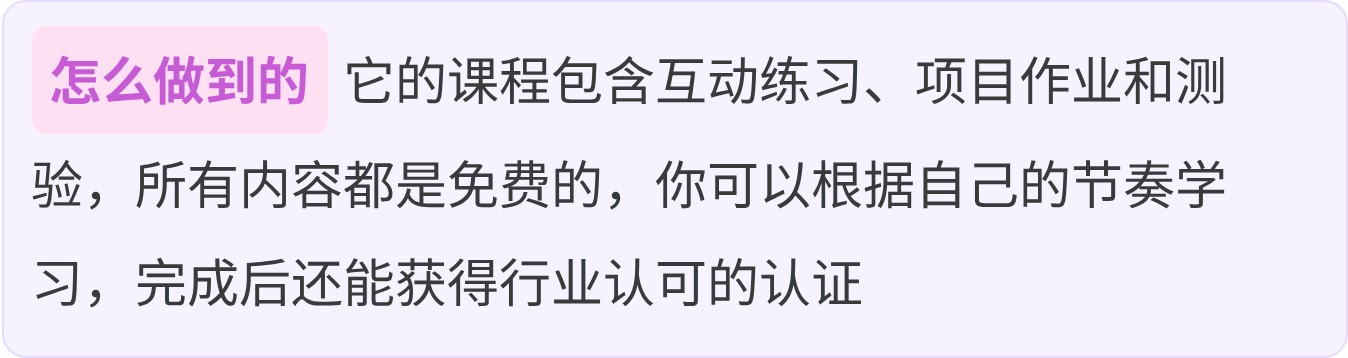 怎么做到的 它的课程包含互动练习、项目作业和测
验，所有内容都是免费的，你可以根据自己的节奏学
习，完成后还能获得行业认可的认证